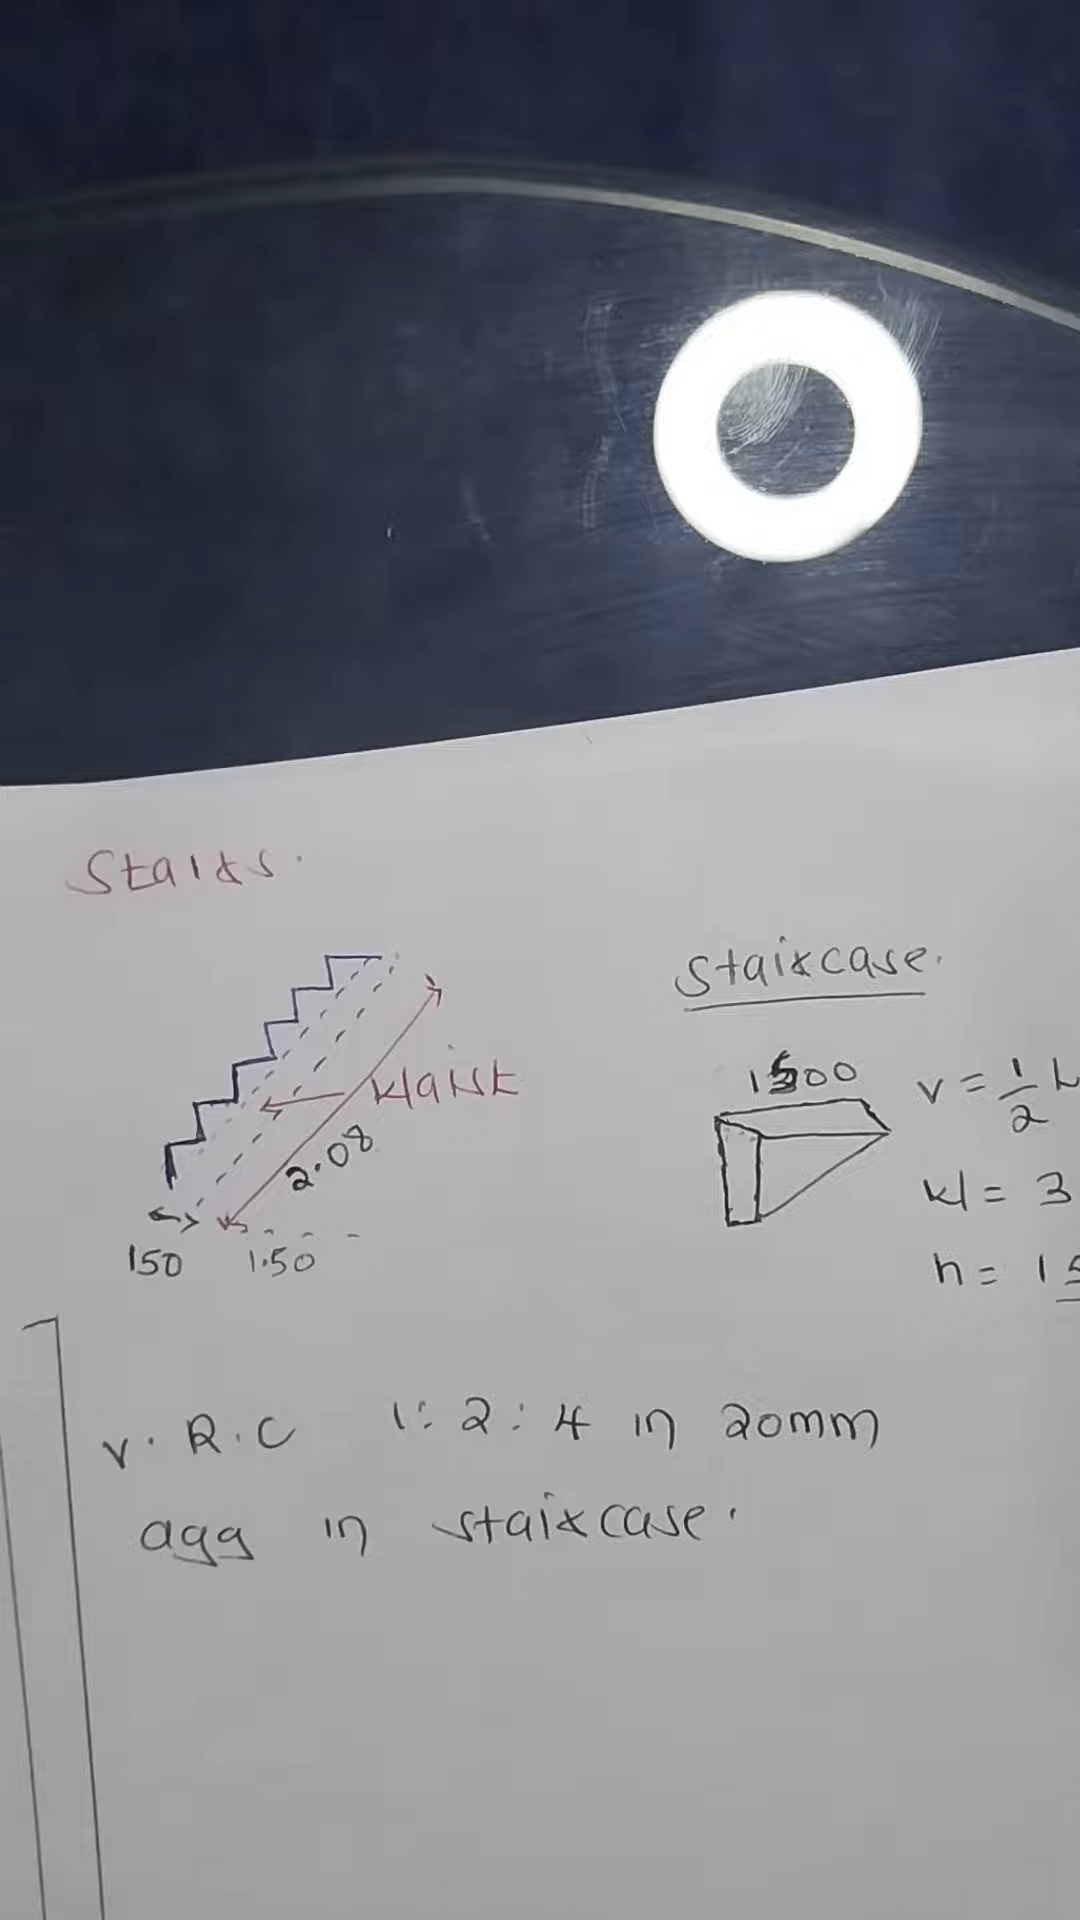 Stairs.
Staircase.
1500
Waist
2.08
150 1.50
V = 1/2
W = 3
h = 1
V.R.C 1:2:4 in 20mm
agg in staircase.